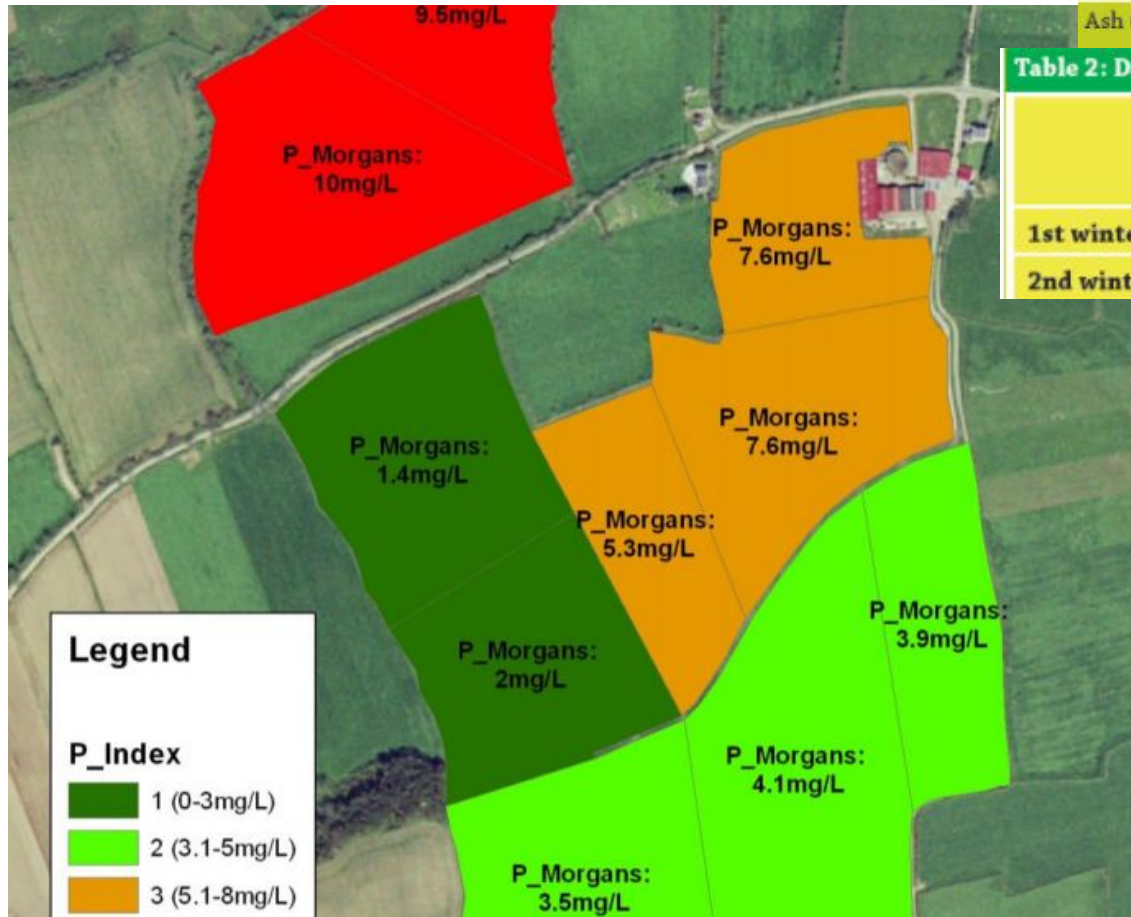 9.5mg/L
Ash
Table 2: D
P_Morgans:
10mg/L
P_Morgans:
7.6mg/L
1st winte
2nd wint
P_Morgans:
1.4mg/L
P_Morgans:
7.6mg/L
P_Morgans:
5.3mg/L
P_Morgans:
3.9mg/L
P_Morgans:
2mg/L
P_Morgans:
4.1mg/L
P_Morgans:
3.5mg/L
Legend
P_Index
1 (0-3mg/L)
2 (3.1-5mg/L)
3 (5.1-8mg/L)